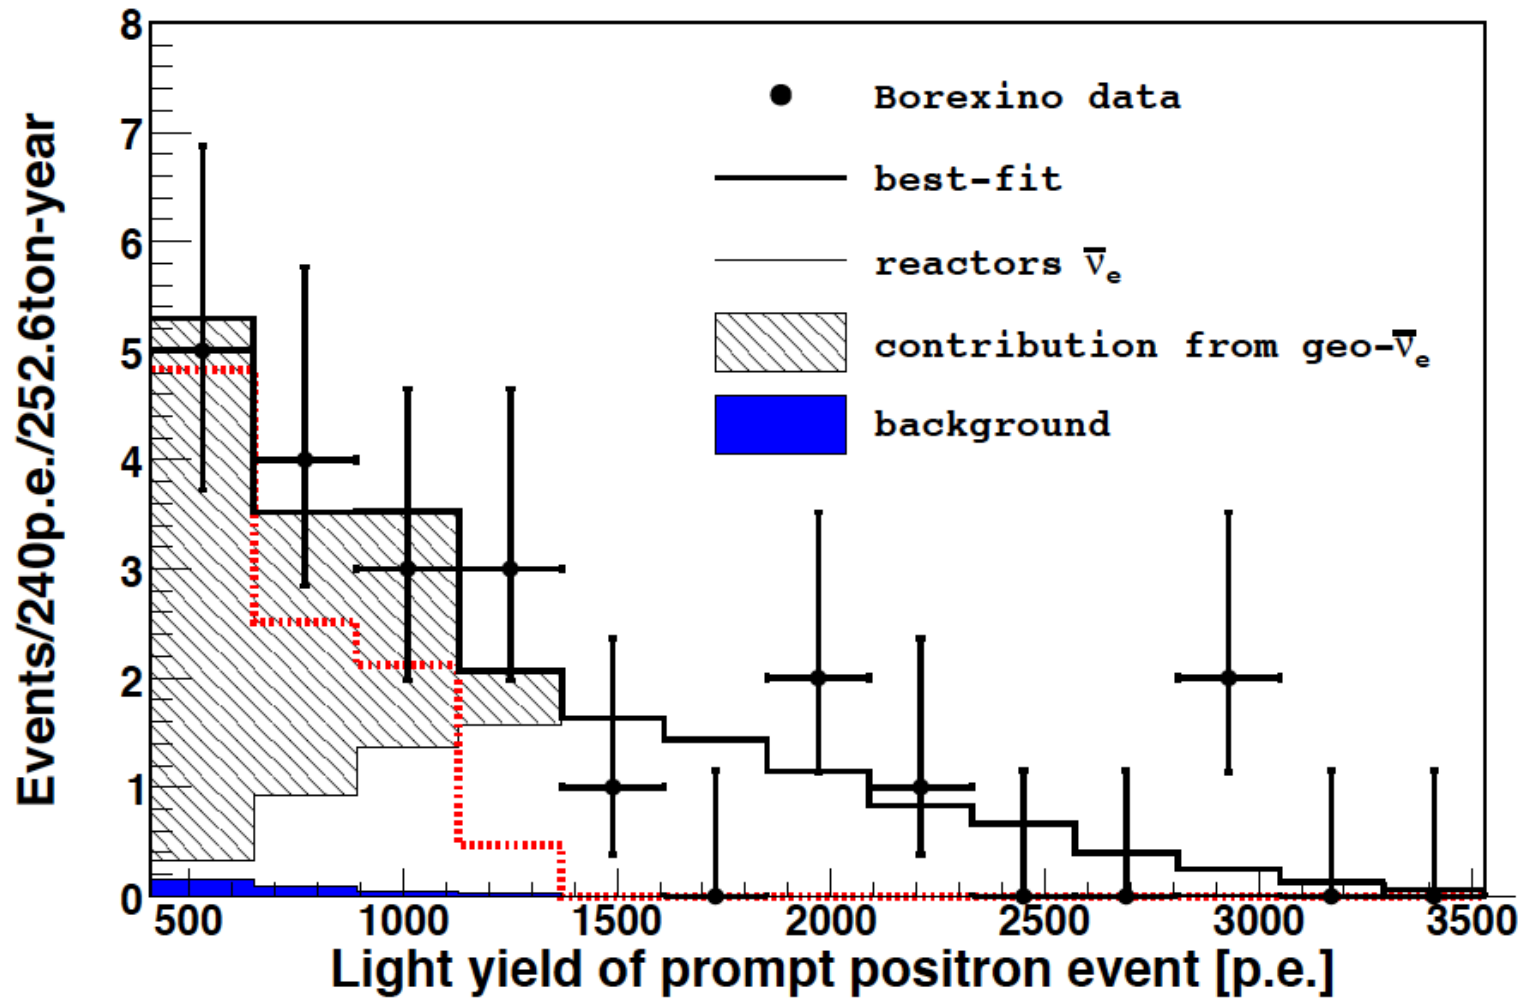 Events/240p.e./252.6ton-year
8
7
6
5
4
3
2
1
0
Borexino data
best-fit
reactors ν̅e
contribution from geo-ν̅e
background
500 1000 1500 2000 2500 3000 3500
Light yield of prompt positron event [p.e.]